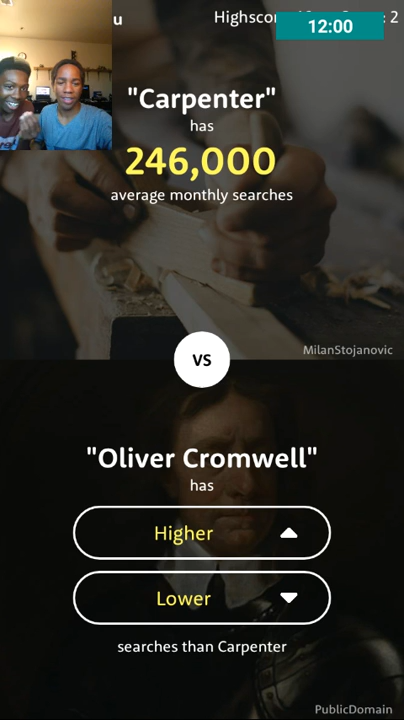 u
12:00
"Carpenter"
has
246,000
average monthly searches
MilanStojanovic
VS
"Oliver Cromwell"
has
Higher
Lower
searches than Carpenter
PublicDomain